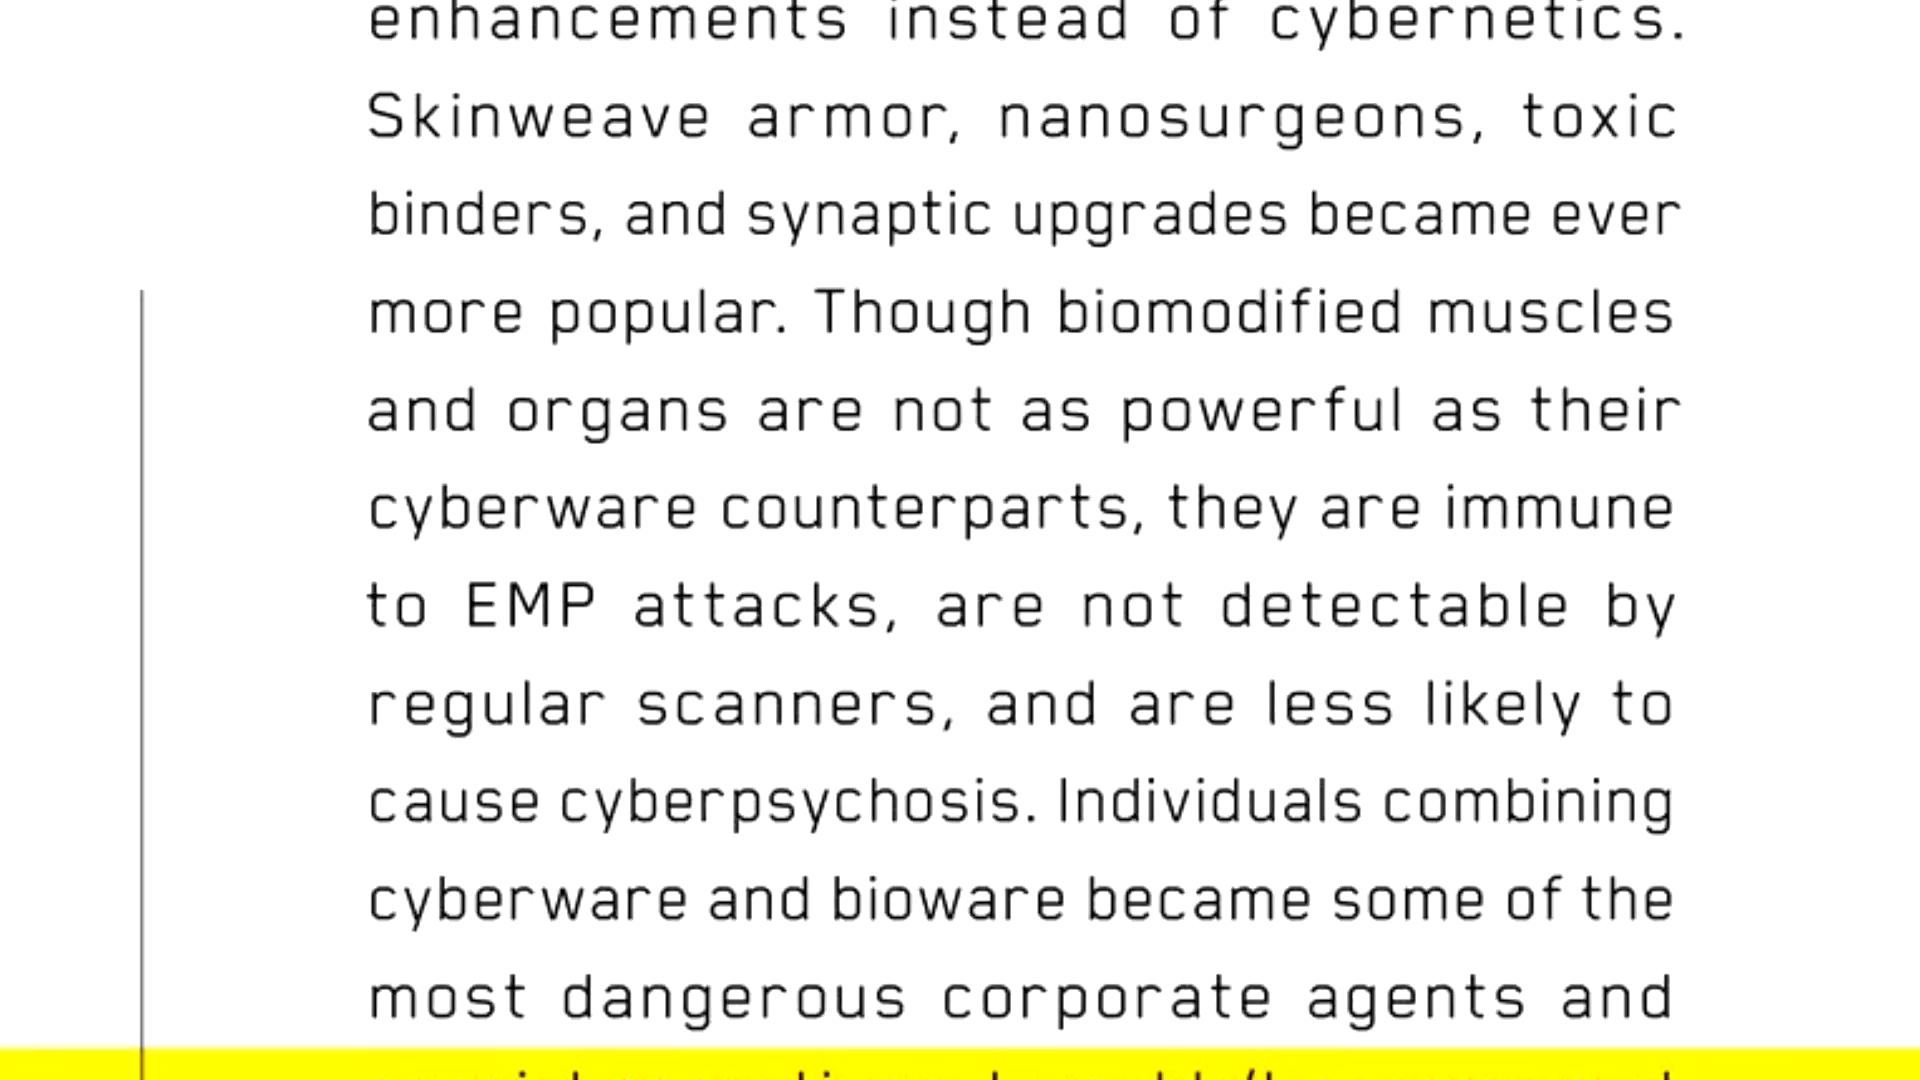 enhancements instead of cybernetics.
Skinweave armor, nanosurgeons, toxic
binders, and synaptic upgrades became ever
more popular. Though biomodified muscles
and organs are not as powerful as their
cyberware counterparts, they are immune
to EMP attacks, are not detectable by
regular scanners, and are less likely to
cause cyberpsychosis. Individuals combining
cyberware and bioware became some of the
most dangerous corporate agents and